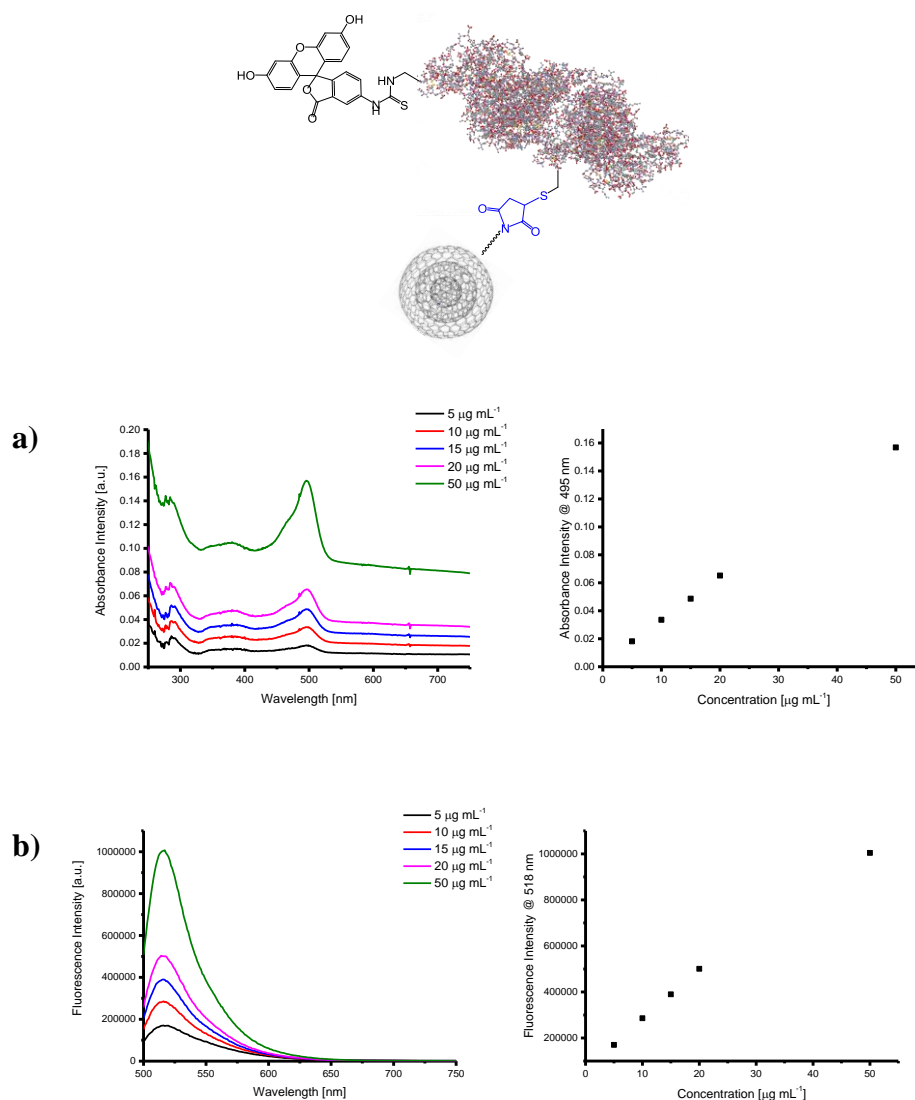 OH
O
HO
O
O
HN
NH
S
S
O
N
O
a)
5 μg mL⁻¹
10 μg mL⁻¹
15 μg mL⁻¹
20 μg mL⁻¹
50 μg mL⁻¹
Absorbance Intensity [a.u.]
0.20
0.18
0.16
0.14
0.12
0.10
0.08
0.06
0.04
0.02
0.00
300 400 500 600 700
Wavelength [nm]
Absorbance Intensity @ 495 nm
0.16
0.12
0.08
0.04
0.02
0.00
0 10 20 30 40 50
Concentration [μg mL⁻¹]
b)
5 μg mL⁻¹
10 μg mL⁻¹
15 μg mL⁻¹
20 μg mL⁻¹
50 μg mL⁻¹
Fluorescence Intensity [a.u.]
1000000
800000
600000
400000
200000
0
500 550 600 650 700 750
Wavelength [nm]
Fluorescence Intensity @ 518 nm
1000000
800000
600000
400000
200000
0 10 20 30 40 50
Concentration [μg mL⁻¹]